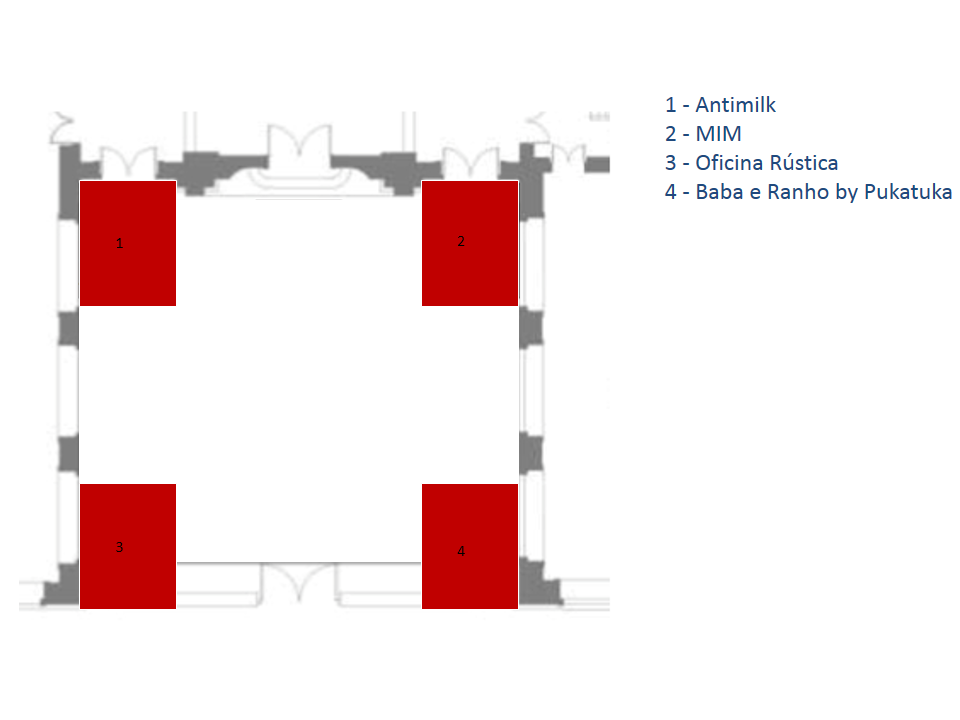 1 - Antimilk
2 - MIM
3 - Oficina Rústica
4 - Baba e Ranho by Pukatuka
1
2
3
4